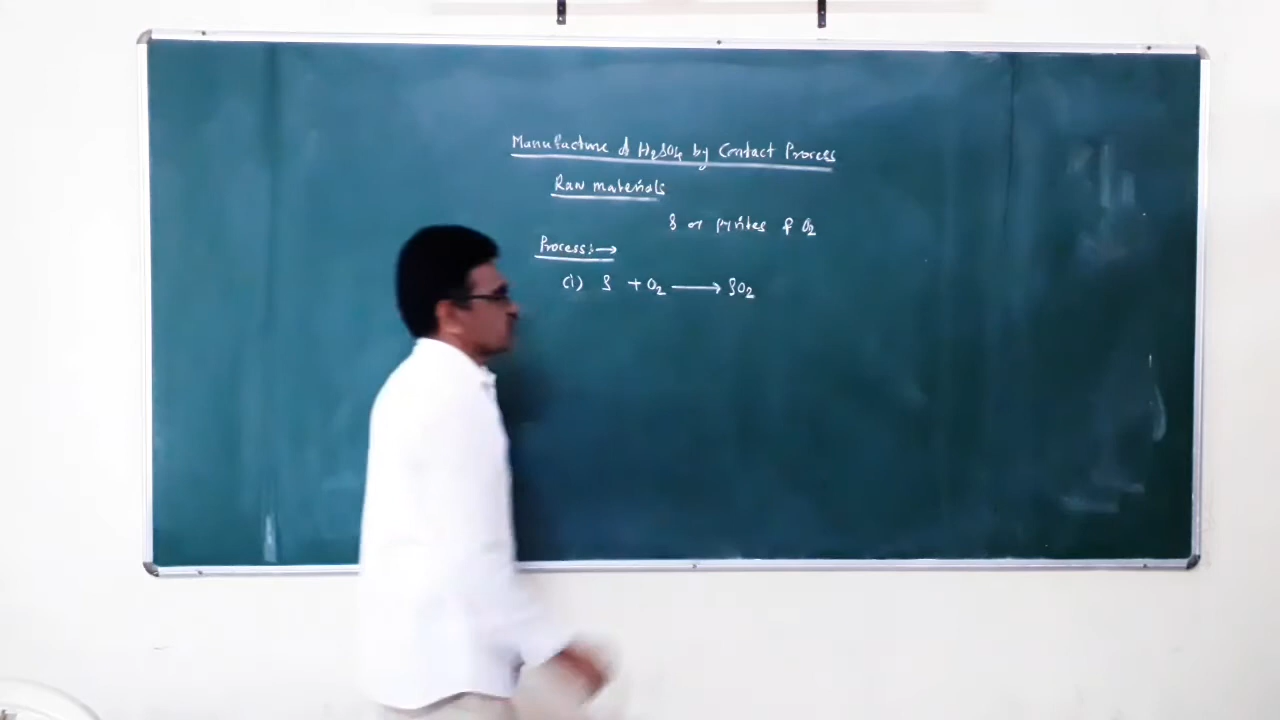 Manufacture of H₂SO₄ by Contact Process
Raw materials
S or pyrites & O₂
Process:→
(i) S + O₂ → SO₂